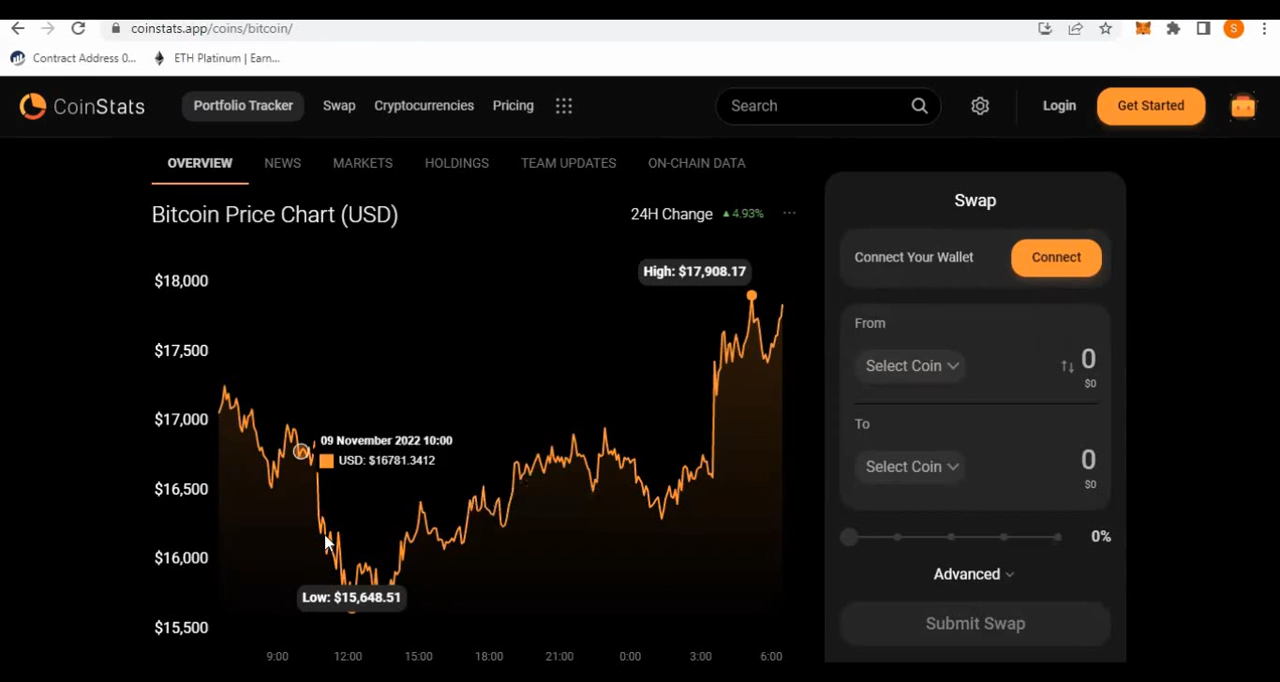 coinstats.app/coins/bitcoin/
S
Contract Address 0...
ETH Platinum | Earn...
CoinStats
Portfolio Tracker
Swap
Cryptocurrencies
Pricing
Search
Login
Get Started
OVERVIEW
NEWS
MARKETS
HOLDINGS
TEAM UPDATES
ON-CHAIN DATA
Bitcoin Price Chart (USD)
24H Change ▲4.93% ...
High: $17,908.17
$18,000
$17,500
$17,000
$16,500
$16,000
$15,500
09 November 2022 10:00
USD: $16781.3412
Low: $15,648.51
9:00
12:00
15:00
18:00
21:00
0:00
3:00
6:00
Swap
Connect Your Wallet
Connect
From
Select Coin
0
$0
To
Select Coin
0
$0
0%
Advanced
Submit Swap